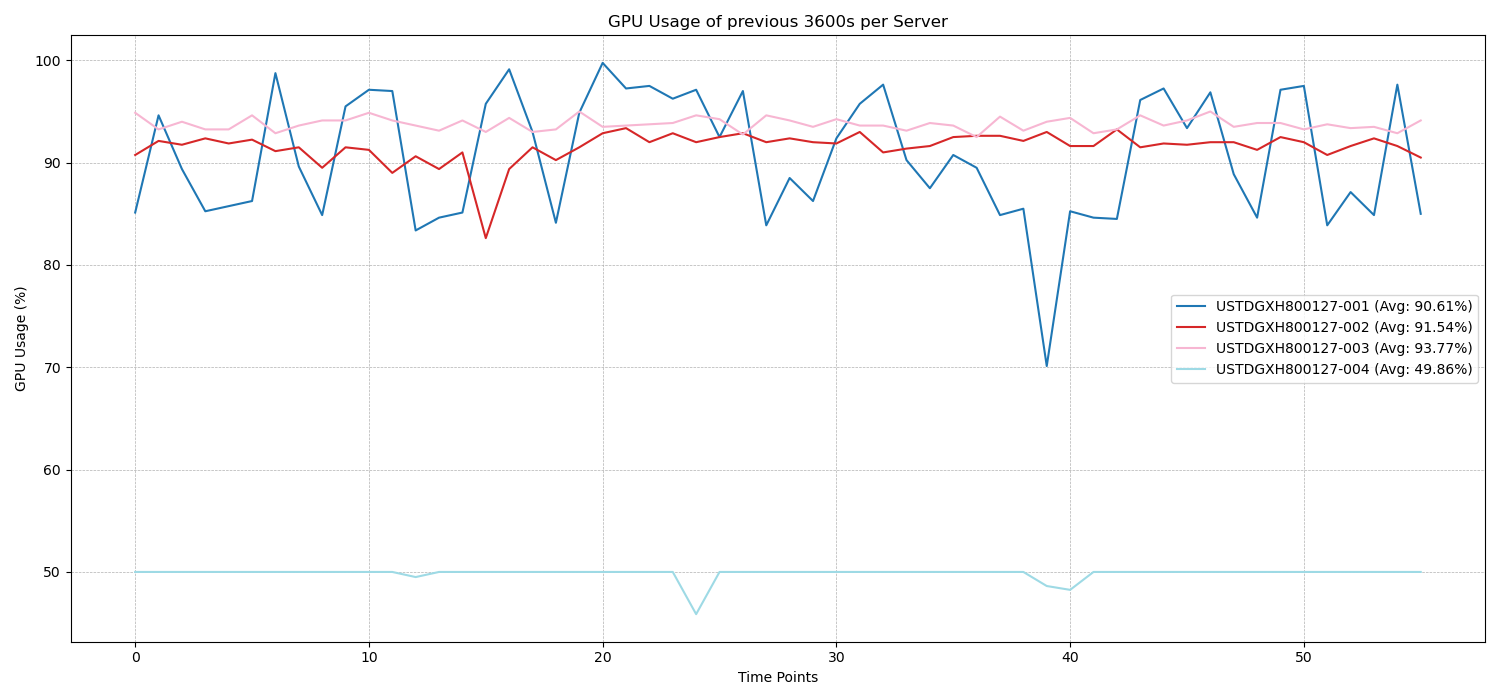 GPU Usage of previous 3600s per Server
GPU Usage (%)
100
90
80
70
60
50
USTDGXH800127-001 (Avg: 90.61%)
USTDGXH800127-002 (Avg: 91.54%)
USTDGXH800127-003 (Avg: 93.77%)
USTDGXH800127-004 (Avg: 49.86%)
0 10 20 30 40 50
Time Points